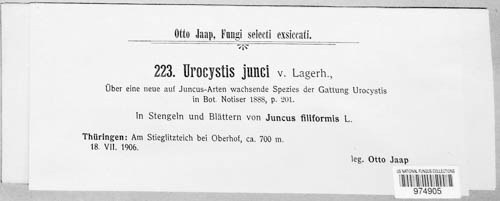 Otto Jaap, Fungi selecti exsiccati.
223. Urocystis junci v. Lagerh.,
Über eine neue auf Juncus-Arten wachsende Spezies der Gattung Urocystis
in Bot. Notiser 1888, p. 201.
In Stengeln und Blättern von Juncus filiformis L.
Thüringen: Am Stieglitzteich bei Oberhof, ca. 700 m.
18. VII. 1906.
leg. Otto Jaap
US NATIONAL FUNGUS COLLECTIONS
974905